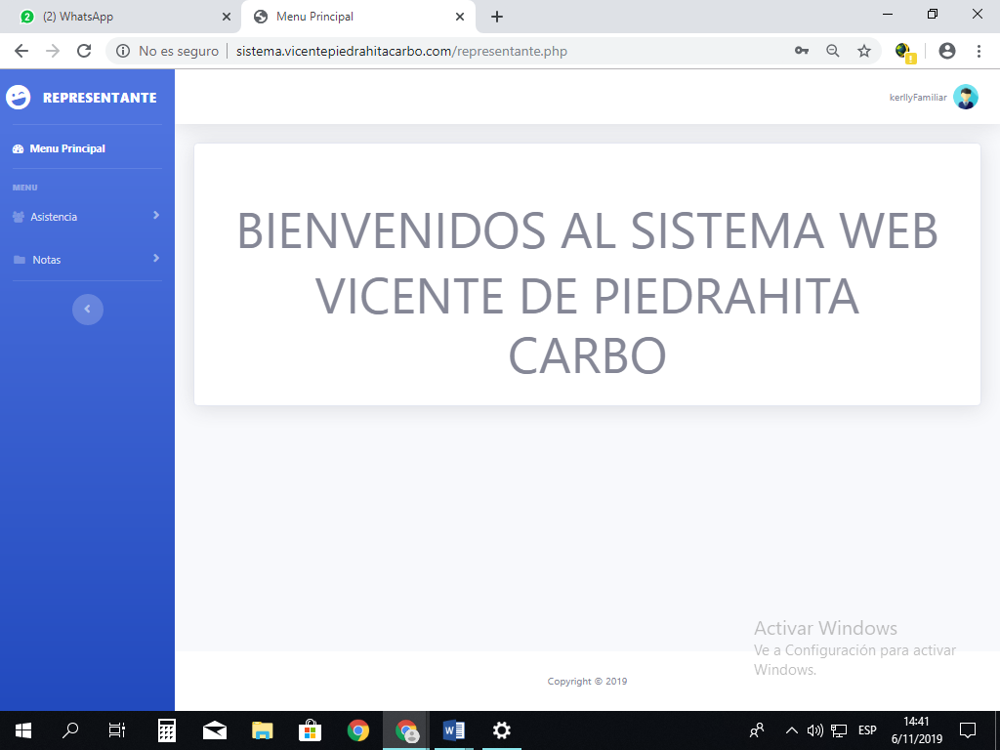 (2) WhatsApp
Menu Principal
No es seguro
sistema.vicentepiedrahitacarbo.com/representante.php
REPRESENTANTE
Menu Principal
MENU
Asistencia
Notas
kerllyFamiliar
BIENVENIDOS AL SISTEMA WEB
VICENTE DE PIEDRAHITA
CARBO
Activar Windows
Ve a Configuración para activar
Windows.
Copyright © 2019
ESP
14:41
6/11/2019